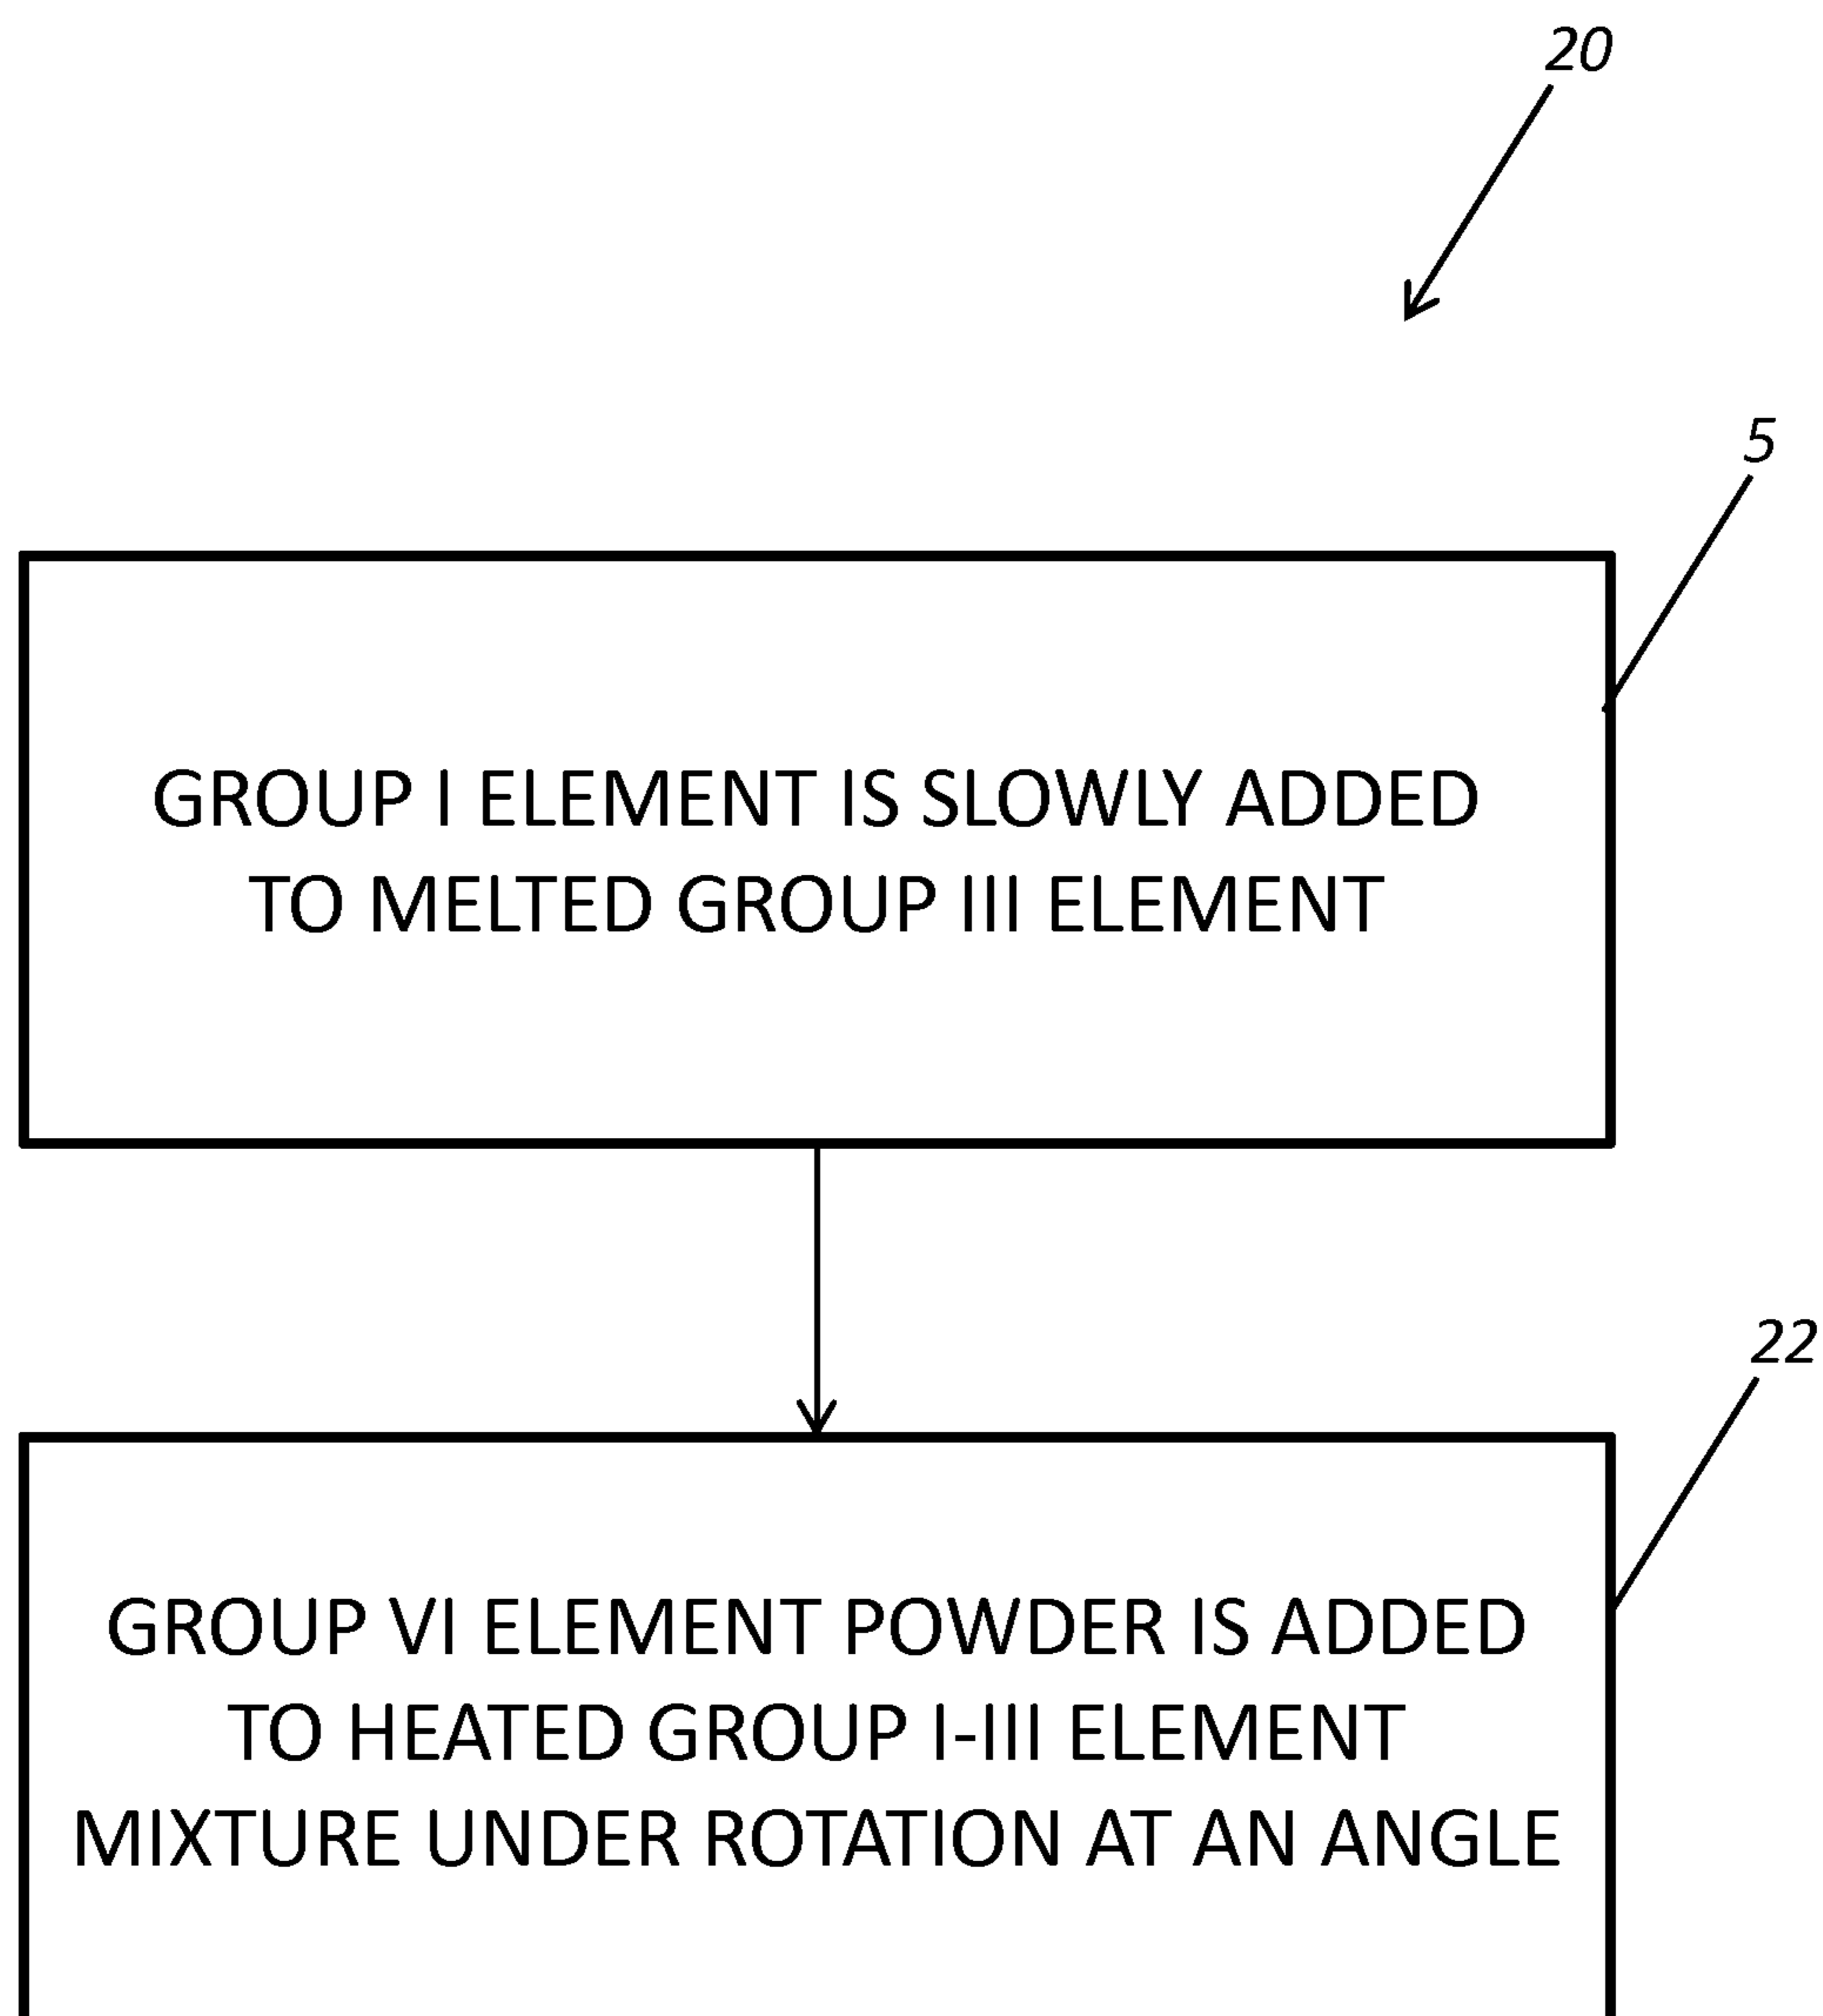 20
5
GROUP I ELEMENT IS SLOWLY ADDED
TO MELTED GROUP III ELEMENT
22
GROUP VI ELEMENT POWDER IS ADDED
TO HEATED GROUP I-III ELEMENT
MIXTURE UNDER ROTATION AT AN ANGLE